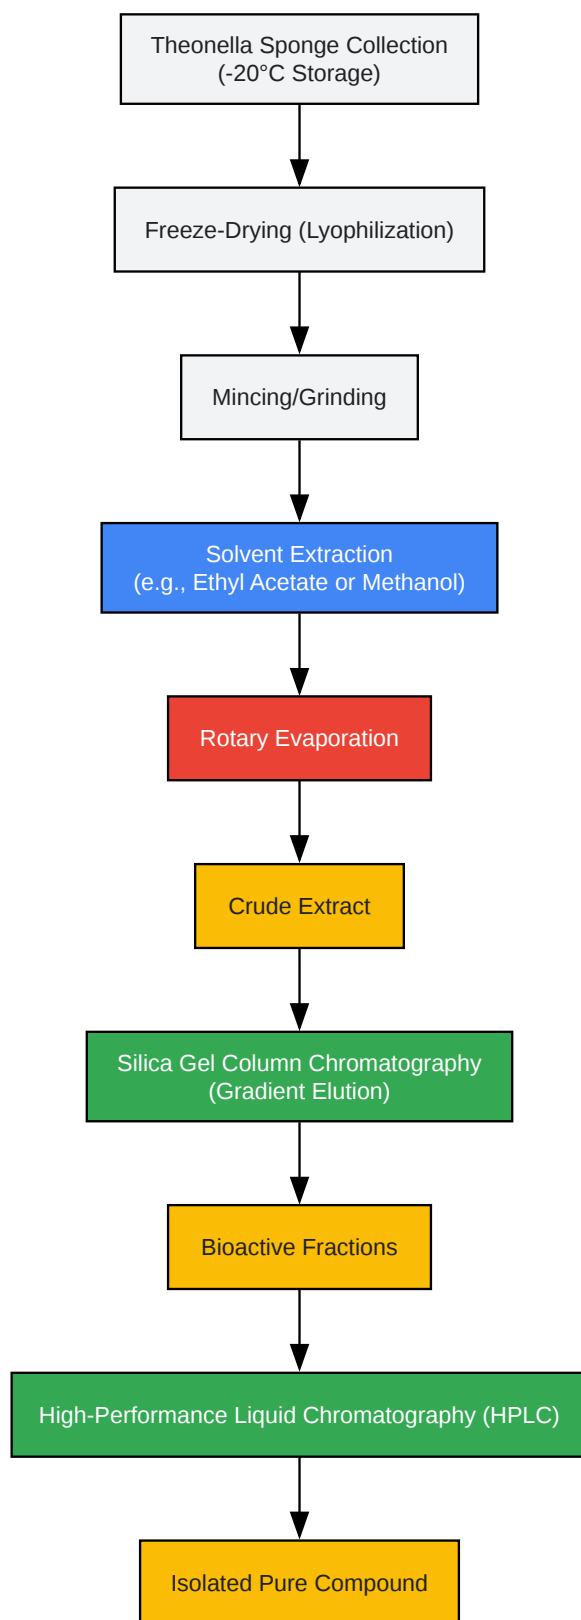 Theonella Sponge Collection
(-20°C Storage)
Freeze-Drying (Lyophilization)
Mincing/Grinding
Solvent Extraction
(e.g., Ethyl Acetate or Methanol)
Rotary Evaporation
Crude Extract
Silica Gel Column Chromatography
(Gradient Elution)
Bioactive Fractions
High-Performance Liquid Chromatography (HPLC)
Isolated Pure Compound